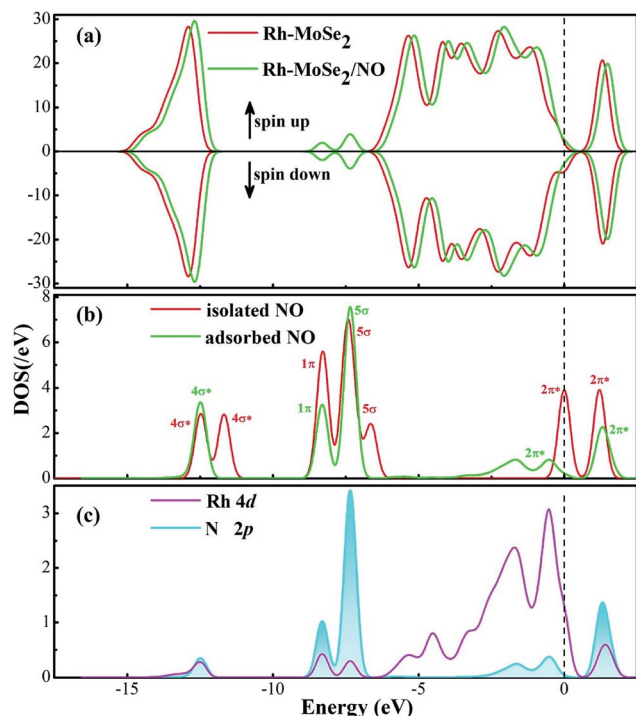 30
20
10
0
-10
-20
-30
(a)
Rh-MoSe2
Rh-MoSe2/NO
spin up
spin down
DOS(/eV)
8
6
4
2
0
(b)
isolated NO
adsorbed NO
4σ*
4σ*
4σ*
1π
1π
5σ
5σ
5σ
2π*
2π*
2π*
3
2
1
0
(c)
Rh 4d
N 2p
-15 -10 -5 0
Energy (eV)